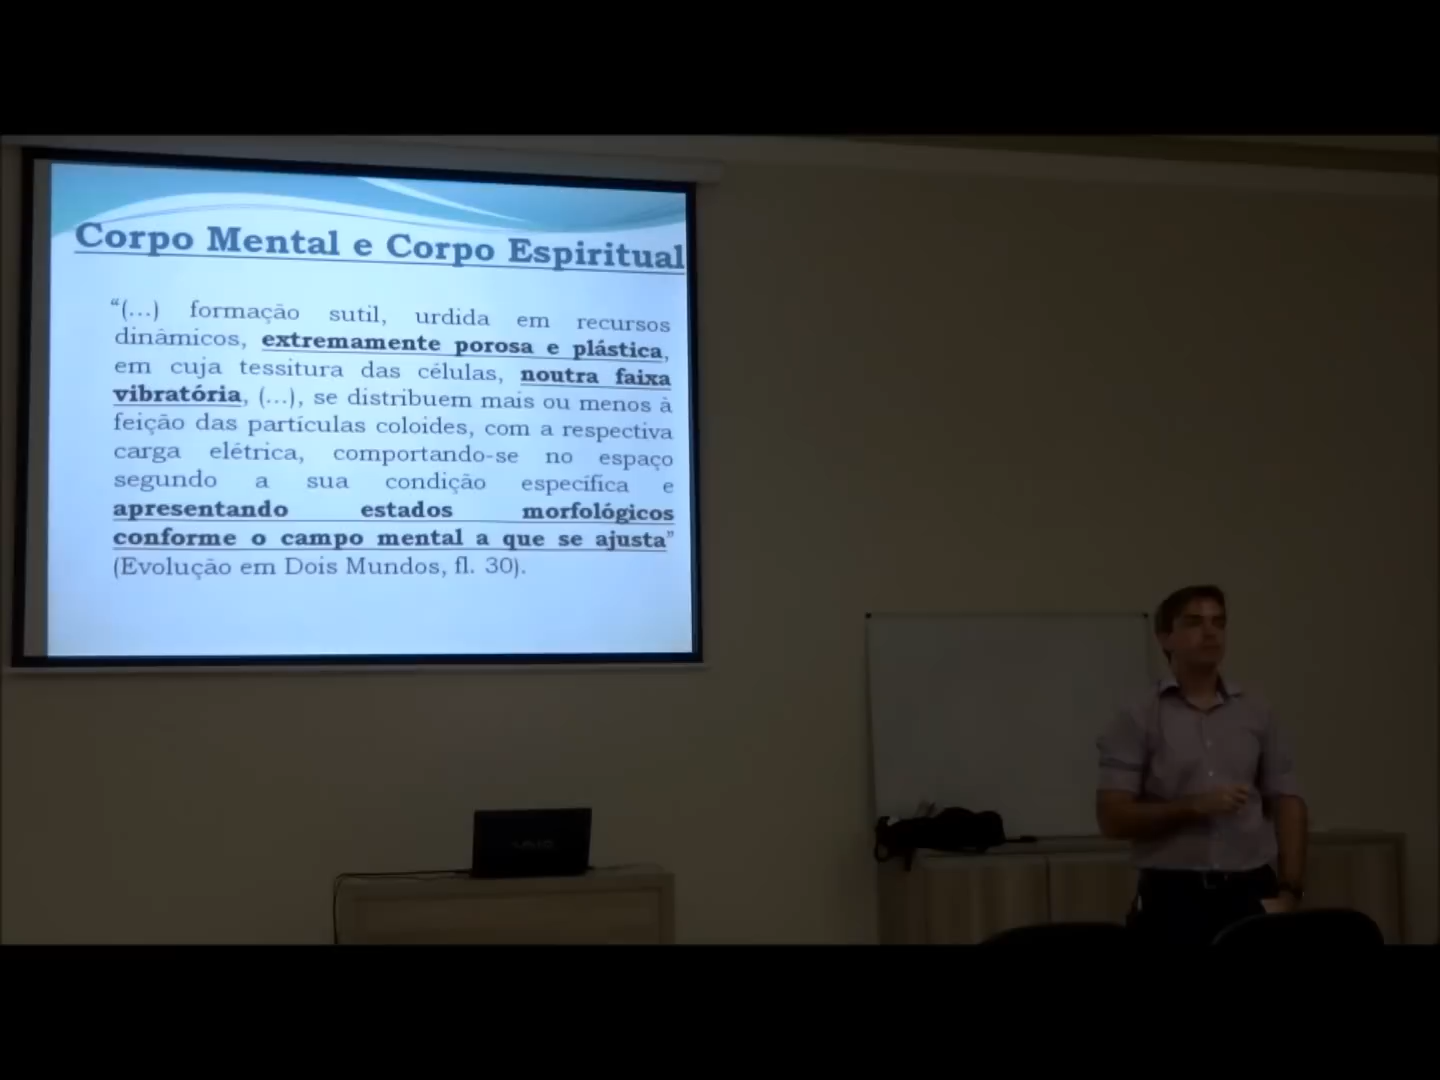 Corpo Mental e Corpo Espiritual
“(...) formação sutil, urdida em recursos
dinâmicos, extremamente porosa e plástica,
em cuja tessitura das células, noutra faixa
vibratória, (...), se distribuem mais ou menos à
feição das partículas coloides, com a respectiva
carga elétrica, comportando-se no espaço
segundo a sua condição específica e
apresentando estados morfológicos
conforme o campo mental a que se ajusta”
(Evolução em Dois Mundos, fl. 30).
VAIO